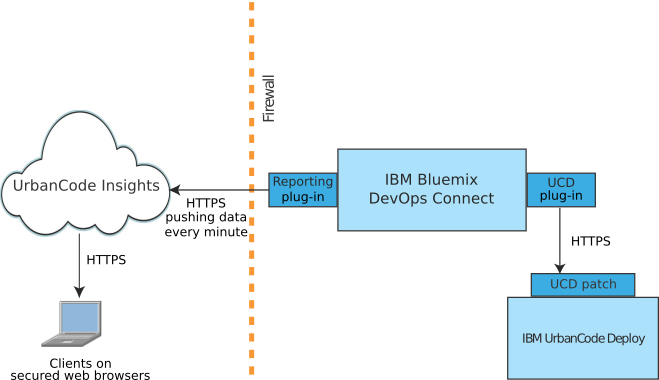 Firewall
UrbanCode Insights
HTTPS
pushing data
every minute
Reporting
plug-in
IBM Bluemix
DevOps Connect
UCD
plug-in
HTTPS
HTTPS
UCD patch
IBM UrbanCode Deploy
Clients on
secured web browsers